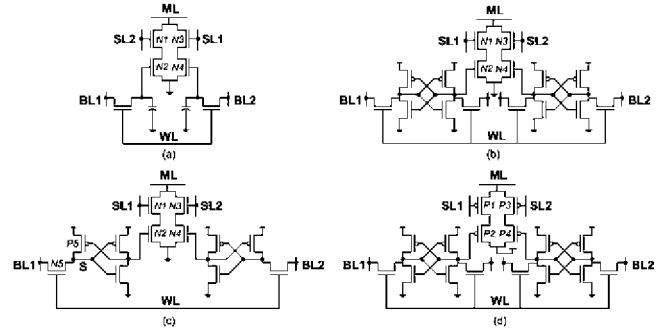 ML
SL2 N1 N3 SL1
N2 N4
BL1 BL2
WL
(a)
ML
SL1 N1 N3 SL2
N2 N4
BL1 BL2
WL
(b)
ML
SL1 N1 N3 SL2
N2 N4
P5
BL1 N5 S BL2
WL
(c)
ML
SL1 P1 P3 SL2
P2 P4
BL1 BL2
WL
(d)